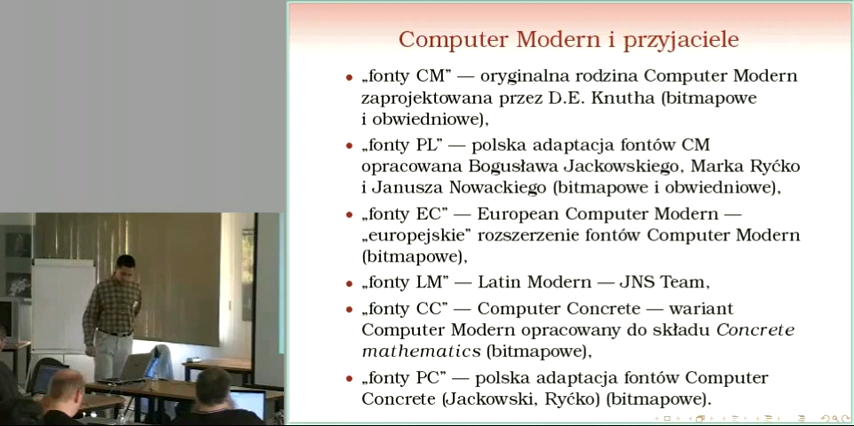 Computer Modern i przyjaciele
• „fonty CM” — oryginalna rodzina Computer Modern
zaprojektowana przez D.E. Knutha (bitmapowe
i obwiedniowe),
• „fonty PL” — polska adaptacja fontów CM
opracowana Bogusława Jackowskiego, Marka Ryćko
i Janusza Nowackiego (bitmapowe i obwiedniowe),
• „fonty EC” — European Computer Modern —
„europejskie” rozszerzenie fontów Computer Modern
(bitmapowe),
• „fonty LM” — Latin Modern — JNS Team,
• „fonty CC” — Computer Concrete — wariant
Computer Modern opracowany do składu Concrete
mathematics (bitmapowe),
• „fonty PC” — polska adaptacja fontów Computer
Concrete (Jackowski, Ryćko) (bitmapowe).